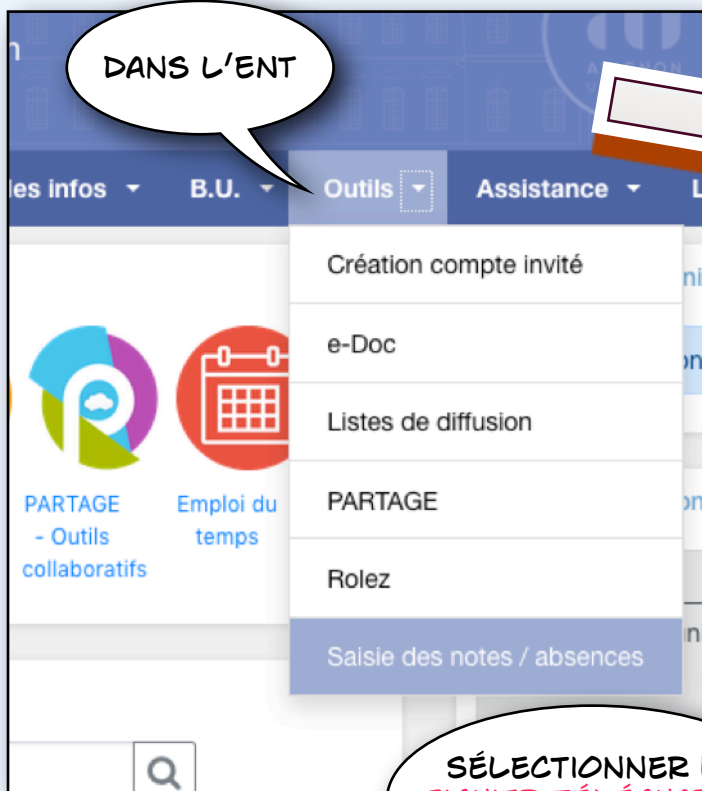 DANS L'ENT
les infos
B.U.
Outils
Assistance
Création compte invité
e-Doc
Listes de diffusion
PARTAGE
Rolez
Saisie des notes / absences
PARTAGE
- Outils
collaboratifs
Emploi du
temps
SÉLECTIONNER